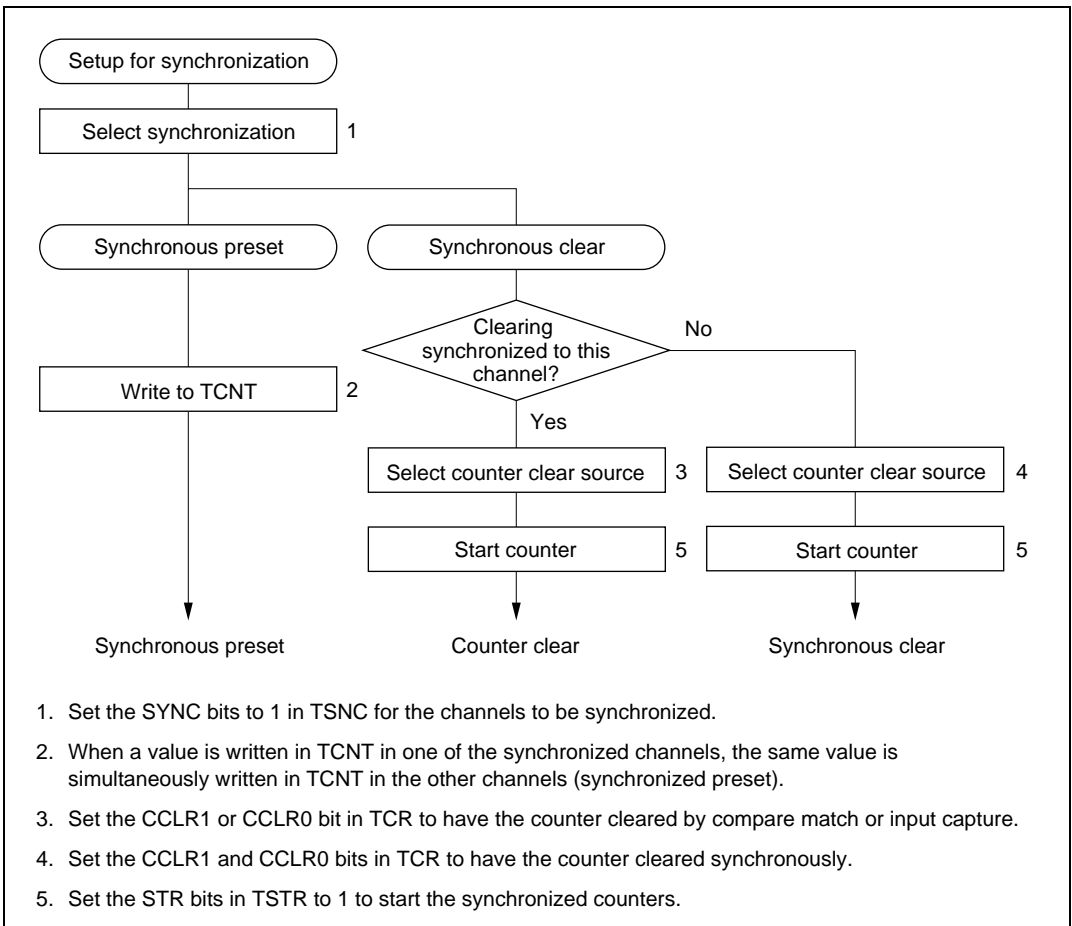 Setup for synchronization
Select synchronization 1
Synchronous preset Synchronous clear
Clearing
synchronized to this
channel?
No
Write to TCNT 2
Yes
Select counter clear source 3 Select counter clear source 4
Start counter 5 Start counter 5
Synchronous preset Counter clear Synchronous clear
1. Set the SYNC bits to 1 in TSNC for the channels to be synchronized.
2. When a value is written in TCNT in one of the synchronized channels, the same value is
simultaneously written in TCNT in the other channels (synchronized preset).
3. Set the CCLR1 or CCLR0 bit in TCR to have the counter cleared by compare match or input capture.
4. Set the CCLR1 and CCLR0 bits in TCR to have the counter cleared synchronously.
5. Set the STR bits in TSTR to 1 to start the synchronized counters.